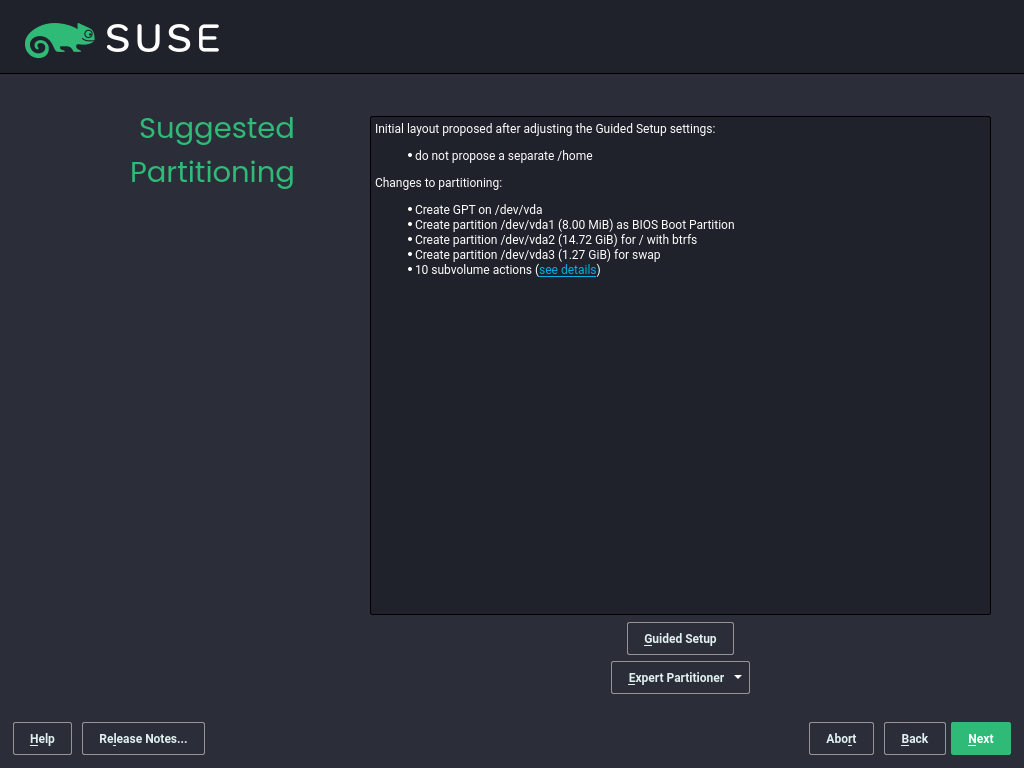 SUSE
Suggested
Partitioning
Initial layout proposed after adjusting the Guided Setup settings:
• do not propose a separate /home
Changes to partitioning:
• Create GPT on /dev/vda
• Create partition /dev/vda1 (8.00 MiB) as BIOS Boot Partition
• Create partition /dev/vda2 (14.72 GiB) for / with btrfs
• Create partition /dev/vda3 (1.27 GiB) for swap
• 10 subvolume actions (see details)
Guided Setup
Expert Partitioner
Help Release Notes... Abort Back Next